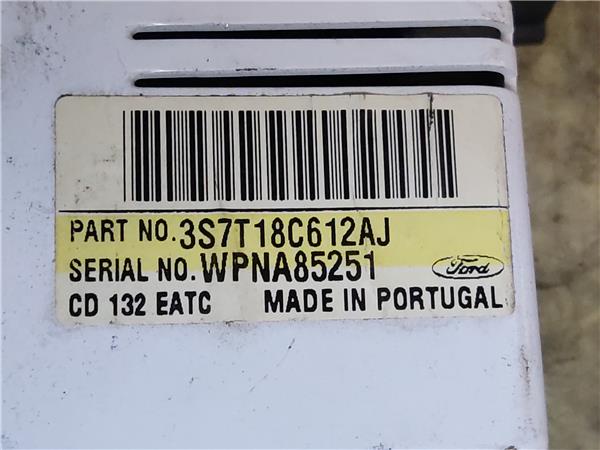 PART NO.3S7T18C612AJ
SERIAL NO.WPNA85251
Ford
CD 132 EATC MADE IN PORTUGAL